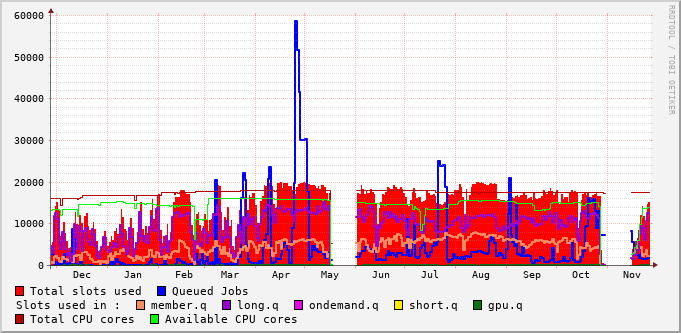 RRDTOOL / TOBI OETIKER
60000
50000
40000
30000
20000
10000
0
Dec Jan Feb Mar Apr May Jun Jul Aug Sep Oct Nov
Total slots used Queued Jobs
Slots used in : member.q long.q ondemand.q short.q gpu.q
Total CPU cores Available CPU cores